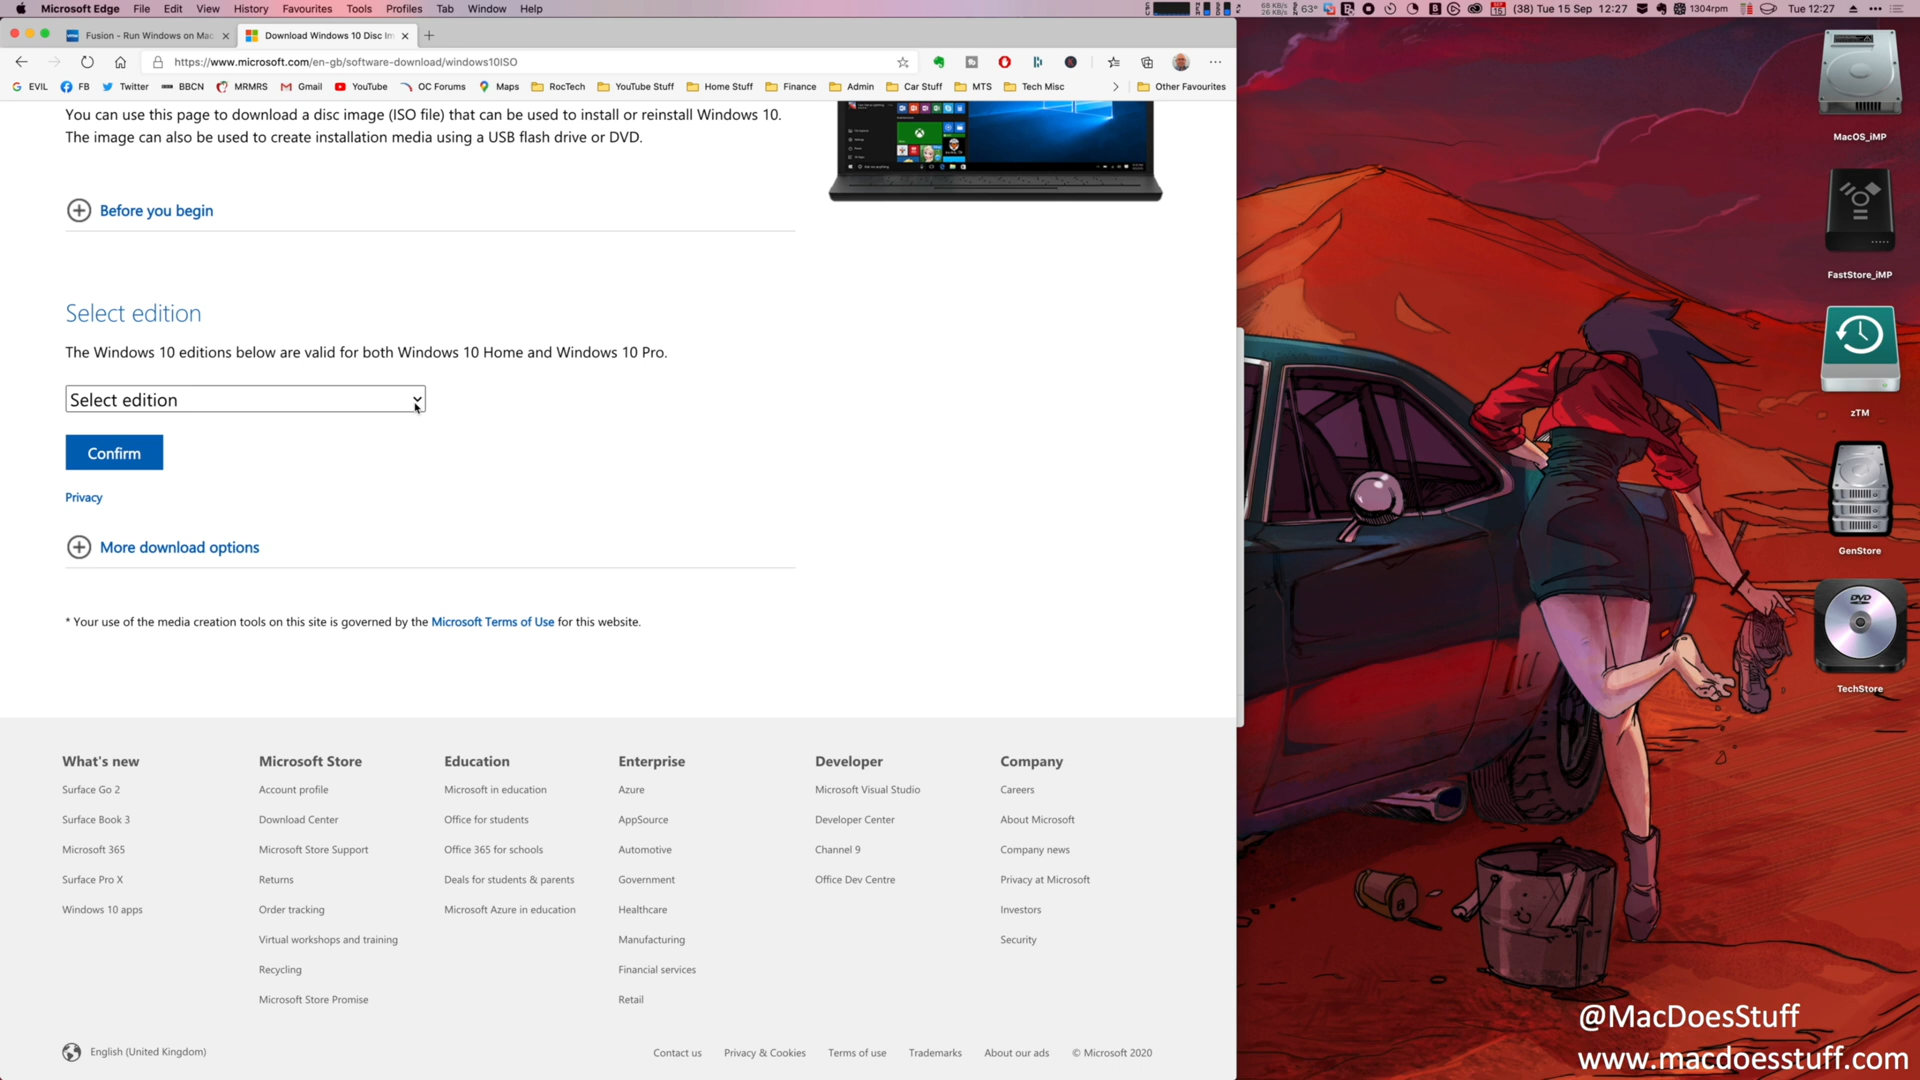 Microsoft Edge File Edit View History Favourites Tools Profiles Tab Window Help
68 KB/s
26 KB/s
63° (38) Tue 15 Sep 12:27 1304rpm Tue 12:27
Fusion - Run Windows on Mac
Download Windows 10 Disc Im
https://www.microsoft.com/en-gb/software-download/windows10ISO
EVIL FB Twitter BBCN MRMRS Gmail YouTube OC Forums Maps RocTech YouTube Stuff Home Stuff Finance Admin Car Stuff MTS Tech Misc Other Favourites
You can use this page to download a disc image (ISO file) that can be used to install or reinstall Windows 10.
The image can also be used to create installation media using a USB flash drive or DVD.
Before you begin
Select edition
The Windows 10 editions below are valid for both Windows 10 Home and Windows 10 Pro.
Select edition
Confirm
Privacy
More download options
* Your use of the media creation tools on this site is governed by the Microsoft Terms of Use for this website.
What's new
Surface Go 2
Surface Book 3
Microsoft 365
Surface Pro X
Windows 10 apps
Microsoft Store
Account profile
Download Center
Microsoft Store Support
Returns
Order tracking
Virtual workshops and training
Recycling
Microsoft Store Promise
Education
Microsoft in education
Office for students
Office 365 for schools
Deals for students & parents
Microsoft Azure in education
Enterprise
Azure
AppSource
Automotive
Government
Healthcare
Manufacturing
Financial services
Retail
Developer
Microsoft Visual Studio
Developer Center
Channel 9
Office Dev Centre
Company
Careers
About Microsoft
Company news
Privacy at Microsoft
Investors
Security
English (United Kingdom)
Contact us Privacy & Cookies Terms of use Trademarks About our ads © Microsoft 2020
MacOS_iMP
FastStore_iMP
zTM
GenStore
DVD
TechStore
@MacDoesStuff
www.macdoesstuff.com